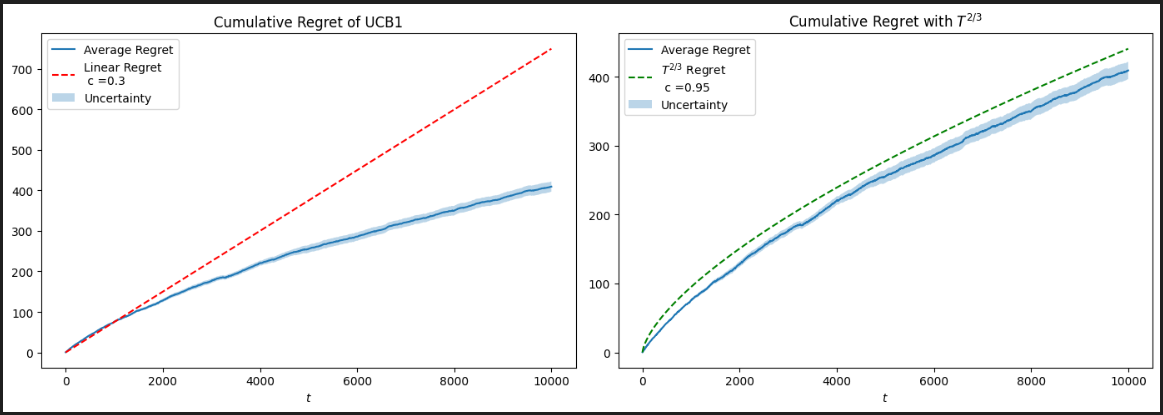 Cumulative Regret of UCB1
Average Regret
Linear Regret
c =0.3
Uncertainty
700
600
500
400
300
200
100
0
0 2000 4000 6000 8000 10000
t
Cumulative Regret with T^{2/3}
Average Regret
T^{2/3} Regret
c =0.95
Uncertainty
400
300
200
100
0
0 2000 4000 6000 8000 10000
t